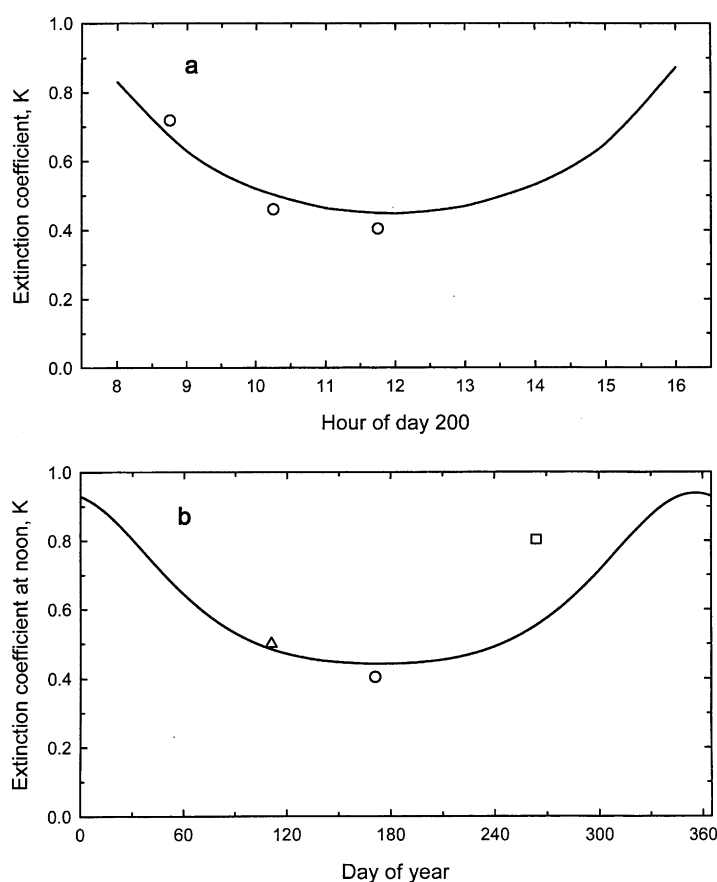 a
Extinction coefficient, K
1.0
0.8
0.6
0.4
0.2
0.0
8 9 10 11 12 13 14 15 16
Hour of day 200
b
Extinction coefficient at noon, K
1.0
0.8
0.6
0.4
0.2
0.0
0 60 120 180 240 300 360
Day of year